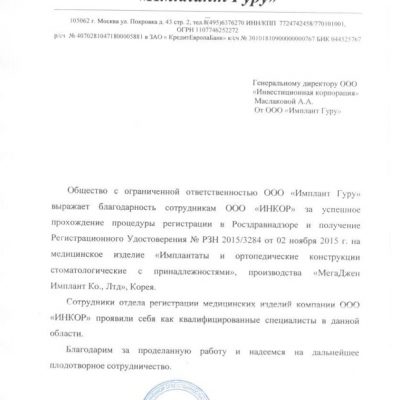 «Имплант Гуру»
105062 г. Москва ул. Покровка д. 43 стр. 2, тел.8(495)6376270 ИНН/КПП 7724742458/770101001,
ОГРН 1107746252272
р/сч № 40702810471800005881 в ЗАО « КредитЕвропаБанк» к/сч № 30101810900000000767 БИК 044525767
Генеральному директору ООО
«Инвестиционная корпорация»
Маслаковой А.А.
От ООО «Имплант Гуру»
Общество с ограниченной ответственностью ООО «Имплант Гуру»
выражает благодарность сотрудникам ООО «ИНКОР» за успешное
прохождение процедуры регистрации в Росздравнадзоре и получение
Регистрационного Удостоверения № РЗН 2015/3284 от 02 ноября 2015 г. на
медицинское изделие «Имплантаты и ортопедические конструкции
стоматологические с принадлежностями», производства «МегаДжен
Имплант Ко., Лтд», Корея.
Сотрудники отдела регистрации медицинских изделий компании ООО
«ИНКОР» проявили себя как квалифицированные специалисты в данной
области.
Благодарим за проделанную работу и надеемся на дальнейшее
плодотворное сотрудничество.